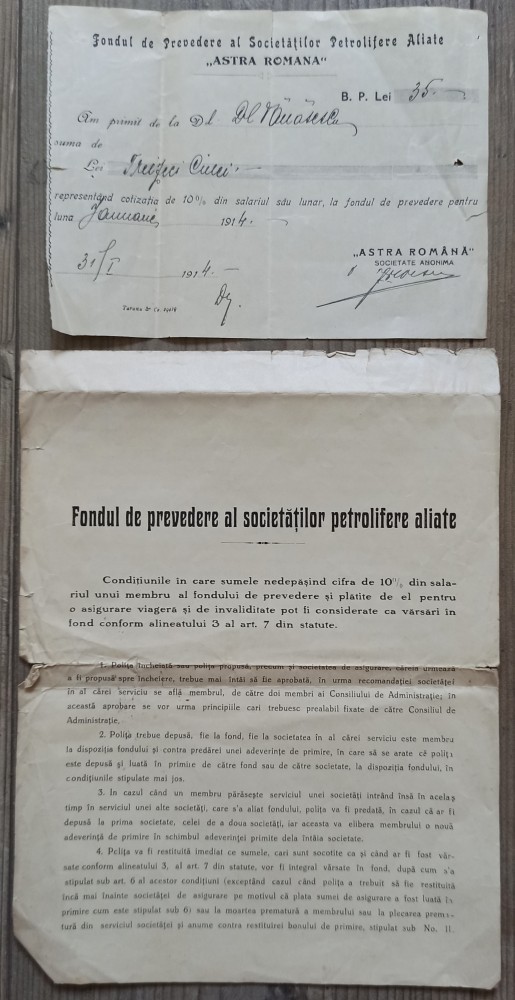 Fondul de Prevedere al Societăților Petrolifere Aliate
„ASTRA ROMANA"
B. P. Lei 35.—
Am primit de la Dl
suma de
Lei Treizeci Cinci.—
reprezentând cotizația de 10% din salariul său lunar, la fondul de prevedere pentru
luna Januarie 1914.
„ASTRA ROMÂNĂ"
SOCIETATE ANONIMA
31/I 1914.—
Fondul de prevedere al societăților petrolifere aliate
Condițiunile în care sumele nedepășind cifra de 10% din sala-
riul unui membru al fondului de prevedere și plătite de el pentru
o asigurare viageră și de invaliditate pot fi considerate ca vărsări în
fond conform alineatului 3 al art. 7 din statute.
1. Polița încheiată sau polița propusă, precum și societatea de asigurare, căreia urmează
a fi propusă spre închelere, trebue mai întâi să fie aprobată, în urma recomandației societăței
în al cărei serviciu se află membrul, de către doi membri ai Consiliului de Administrație; în
această aprobare se vor urma principiile cari trebuesc prealabil fixate de către Consiliul de
Administrație,
2. Polița trebue depusă, fie la fond, fie la societatea în al cărei serviciu este membru
la dispoziția fondului și contra predărei unei adeverințe de primire, în care să se arate că polița
este depusă și luată în primire de către fond sau de către societate, la dispoziția fondului, în
condițiunile stipulate mai jos.
3. In cazul când un membru părăsește serviciul unei societăți intrând însă în acelaș
timp în serviciul unei alte societăți, care s'a aliat fondului, polița va fi predată, în cazul că ar fi
depusă la prima societate, celei de a doua societăți, iar aceasta va elibera membrului o nouă
adeverință de primire în schimbul adeverinței primite dela întâia societate.
4. Polița va fi restituită imediat ce sumele, cari sunt socotite ca și când ar fi fost văr-
sate conform alineatului 3, al art. 7 din statute, vor fi integral vărsate în fond, după cum s'a
stipulat sub art. 6 al acestor condițiuni (exceptând cazul când polița a trebuit să fie restituită
încă mai înainte societăței de asigurare pe motivul că plata sumei de asigurare a fost luată în
primire cum este stipulat sub 6) sau la moartea prematură a membrului sau la plecarea prema-
tură din serviciul societății și anume contra restituirei bonului de primire, stipulat sub No. II.